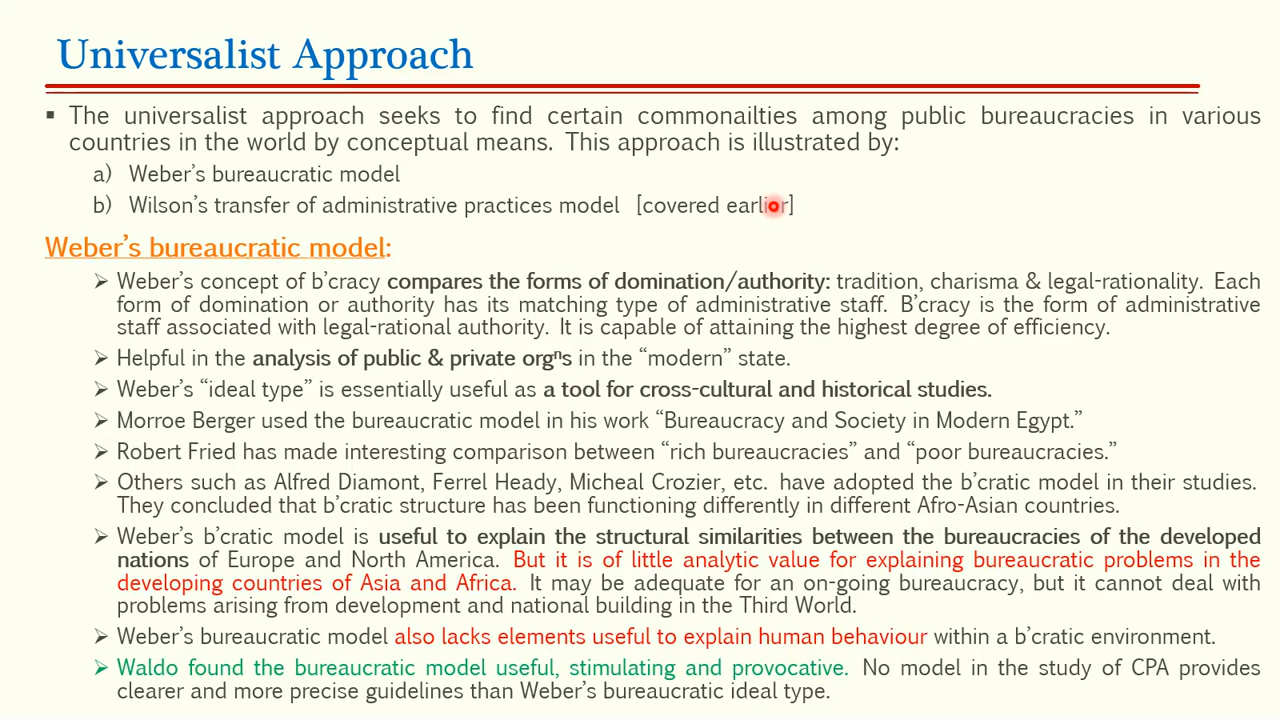 Universalist Approach
▪ The universalist approach seeks to find certain commonailties among public bureaucracies in various
countries in the world by conceptual means. This approach is illustrated by:
a) Weber's bureaucratic model
b) Wilson's transfer of administrative practices model [covered earlier]
Weber's bureaucratic model:
➢ Weber's concept of b'cracy compares the forms of domination/authority: tradition, charisma & legal-rationality. Each
form of domination or authority has its matching type of administrative staff. B'cracy is the form of administrative
staff associated with legal-rational authority. It is capable of attaining the highest degree of efficiency.
➢ Helpful in the analysis of public & private orgⁿs in the "modern" state.
➢ Weber's "ideal type" is essentially useful as a tool for cross-cultural and historical studies.
➢ Morroe Berger used the bureaucratic model in his work "Bureaucracy and Society in Modern Egypt."
➢ Robert Fried has made interesting comparison between "rich bureaucracies" and "poor bureaucracies."
➢ Others such as Alfred Diamont, Ferrel Heady, Micheal Crozier, etc. have adopted the b'cratic model in their studies.
They concluded that b'cratic structure has been functioning differently in different Afro-Asian countries.
➢ Weber's b'cratic model is useful to explain the structural similarities between the bureaucracies of the developed
nations of Europe and North America. But it is of little analytic value for explaining bureaucratic problems in the
developing countries of Asia and Africa. It may be adequate for an on-going bureaucracy, but it cannot deal with
problems arising from development and national building in the Third World.
➢ Weber's bureaucratic model also lacks elements useful to explain human behaviour within a b'cratic environment.
➢ Waldo found the bureaucratic model useful, stimulating and provocative. No model in the study of CPA provides
clearer and more precise guidelines than Weber's bureaucratic ideal type.